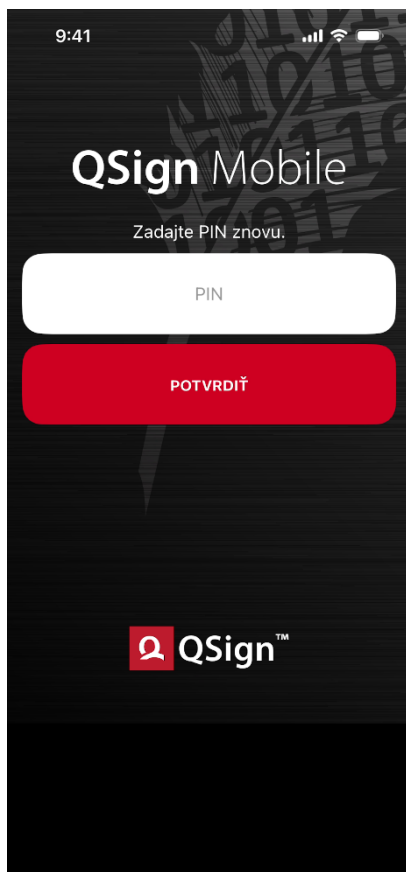 9:41
QSign Mobile
Zadajte PIN znovu.
PIN
POTVRDIŤ
QSign™